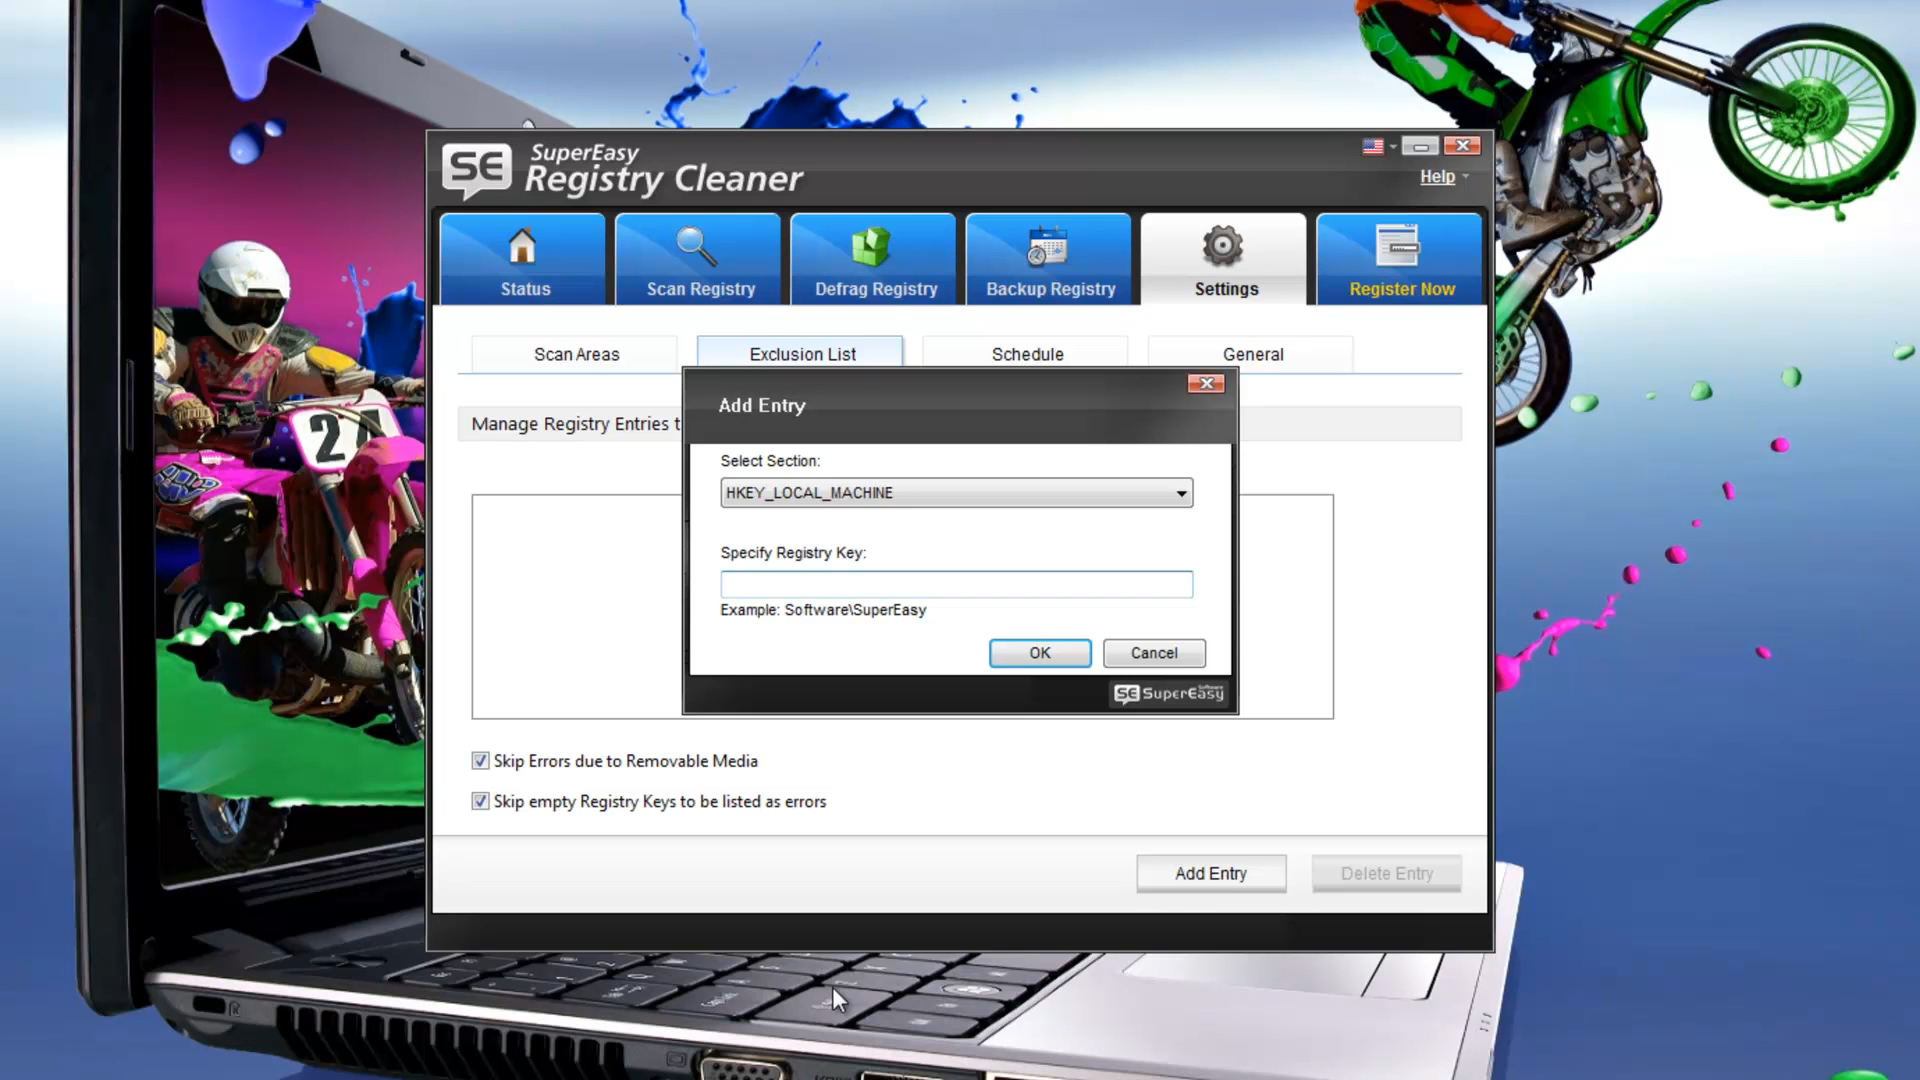 SE SuperEasy
Registry Cleaner
Help
Status
Scan Registry
Defrag Registry
Backup Registry
Settings
Register Now
Scan Areas
Exclusion List
Schedule
General
Manage Registry Entries t
Add Entry
Select Section:
HKEY_LOCAL_MACHINE
Specify Registry Key:
Example: Software\SuperEasy
OK
Cancel
SE SuperEasy
Software
Skip Errors due to Removable Media
Skip empty Registry Keys to be listed as errors
Add Entry
Delete Entry